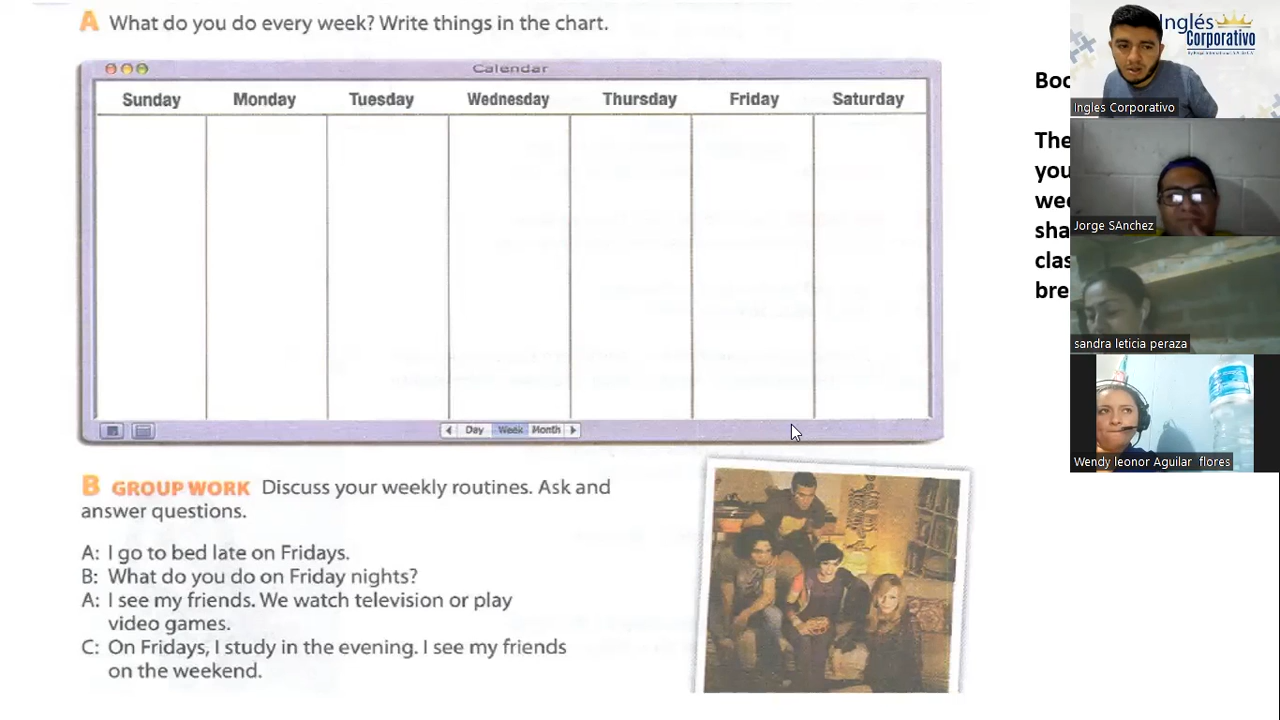 A What do you do every week? Write things in the chart.
Calendar
Sunday Monday Tuesday Wednesday Thursday Friday Saturday
Day Week Month
B GROUP WORK Discuss your weekly routines. Ask and
answer questions.
A: I go to bed late on Fridays.
B: What do you do on Friday nights?
A: I see my friends. We watch television or play
video games.
C: On Fridays, I study in the evening. I see my friends
on the weekend.
Inglés
Corporativo
Ingles Corporativo
Jorge SAnchez
sandra leticia peraza
Wendy leonor Aguilar flores